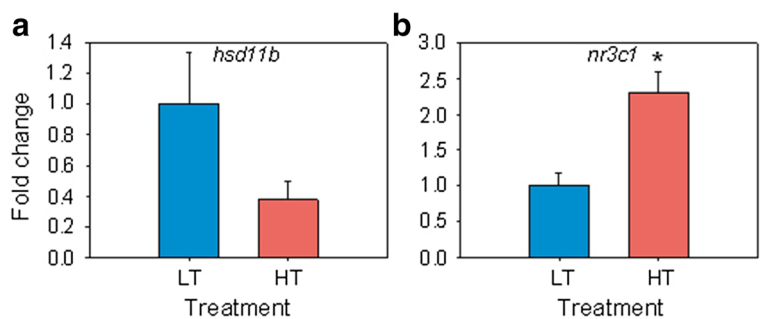 a
hsd11b
1.4
1.2
1.0
0.8
0.6
0.4
0.2
0.0
Fold change
LT HT
Treatment
b
nr3c1 *
3.0
2.5
2.0
1.5
1.0
0.5
0.0
LT HT
Treatment